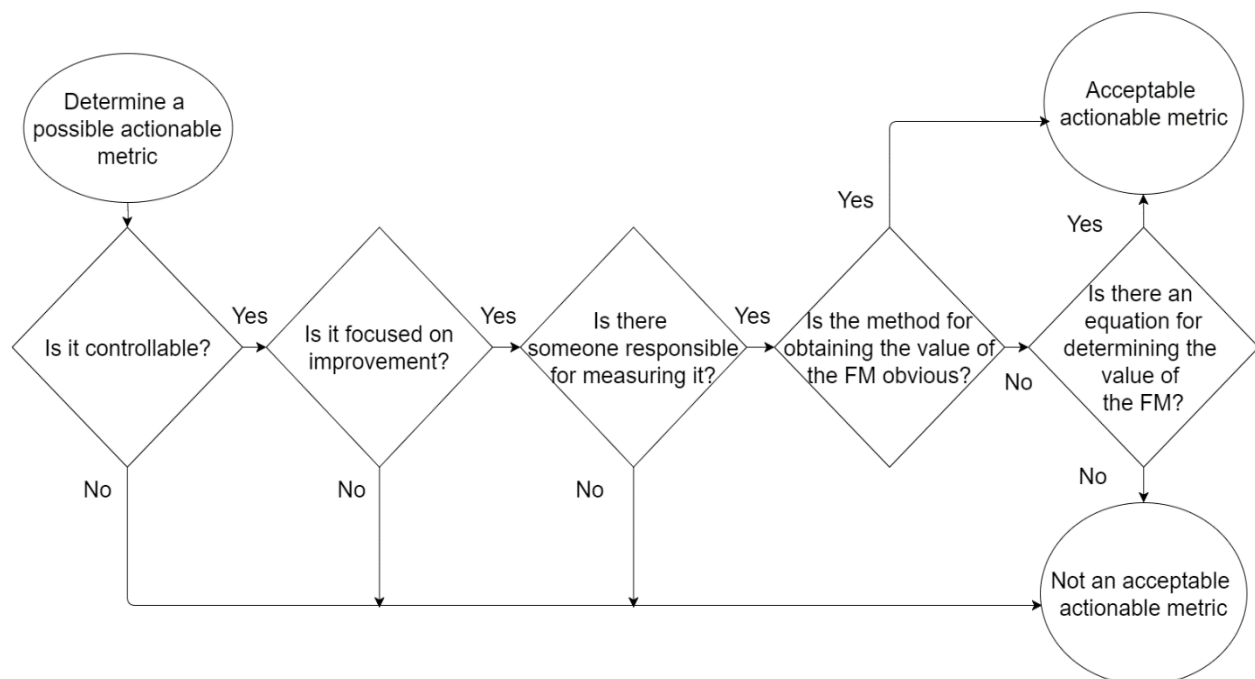 Determine a
possible actionable
metric
Acceptable
actionable metric
Is it controllable?
Yes
No
Is it focused on
improvement?
Yes
No
Is there
someone responsible
for measuring it?
Yes
No
Is the method for
obtaining the value of
the FM obvious?
Yes
No
Is there an
equation for
determining the
value of
the FM?
Yes
No
Not an acceptable
actionable metric